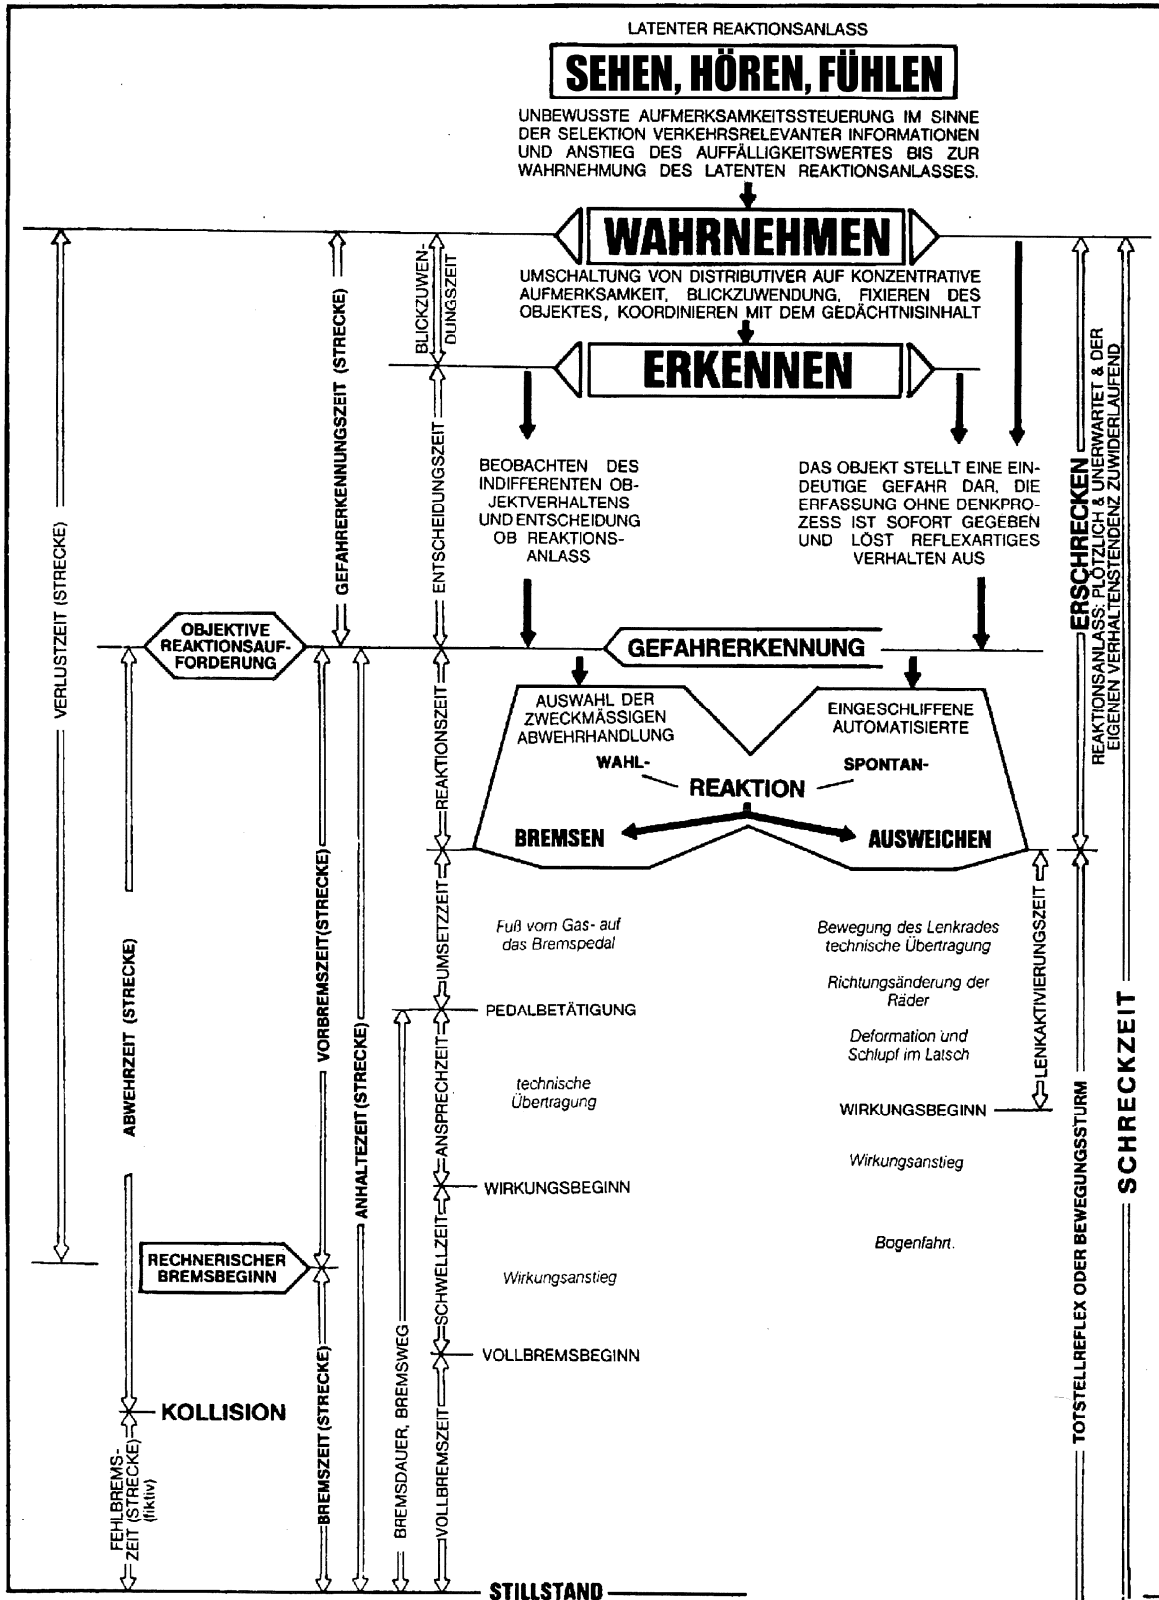 LATENTER REAKTIONSANLASS
SEHEN, HÖREN, FÜHLEN
UNBEWUSSTE AUFMERKSAMKEITSSTEUERUNG IM SINNE
DER SELEKTION VERKEHRSRELEVANTER INFORMATIONEN
UND ANSTIEG DES AUFFÄLLIGKEITSWERTES BIS ZUR
WAHRNEHMUNG DES LATENTEN REAKTIONSANLASSES.
WAHRNEHMEN
UMSCHALTUNG VON DISTRIBUTIVER AUF KONZENTRATIVE
AUFMERKSAMKEIT, BLICKZUWENDUNG, FIXIEREN DES
OBJEKTES, KOORDINIEREN MIT DEM GEDÄCHTNISINHALT
ERKENNEN
BEOBACHTEN DES
INDIFFERENTEN OB-
JEKTVERHALTENS
UND ENTSCHEIDUNG
OB REAKTIONS-
ANLASS
DAS OBJEKT STELLT EINE EIN-
DEUTIGE GEFAHR DAR, DIE
ERFASSUNG OHNE DENKPRO-
ZESS IST SOFORT GEGEBEN
UND LÖST REFLEXARTIGES
VERHALTEN AUS
GEFAHRERKENNUNG
AUSWAHL DER
ZWECKMÄSSIGEN
ABWEHRHANDLUNG
EINGESCHLIFFENE
AUTOMATISIERTE
WAHL-
SPONTAN-
REAKTION
BREMSEN
AUSWEICHEN
Fuß vom Gas- auf
das Bremspedal
PEDALBETÄTIGUNG
technische
Übertragung
WIRKUNGSBEGINN
Wirkungsanstieg
VOLLBREMSBEGINN
STILLSTAND
Bewegung des Lenkrades
technische Übertragung
Richtungsänderung der
Räder
Deformation und
Schlupf im Latsch
WIRKUNGSBEGINN
Wirkungsanstieg
Bogenfahrt.
VERLUSTZEIT (STRECKE)
OBJEKTIVE
REAKTIONSAUF-
FORDERUNG
ABWEHRZEIT (STRECKE)
RECHNERISCHER
BREMSBEGINN
KOLLISION
FEHLBREMS-
ZEIT (STRECKE)
(fiktiv)
GEFAHRERKENNUNGSZEIT (STRECKE)
VORBREMSZEIT (STRECKE)
BREMSZEIT (STRECKE)
ANHALTEZEIT (STRECKE)
BREMSDAUER, BREMSWEG
BLICKZUWEN-
DUNGSZEIT
ENTSCHEIDUNGSZEIT
REAKTIONSZEIT
UMSETZZEIT
ANSPRECHZEIT
SCHWELLZEIT
VOLLBREMSZEIT
LENKAKTIVIERUNGSZEIT
ERSCHRECKEN
REAKTIONSANLASS: PLÖTZLICH & UNERWARTET & DER
EIGENEN VERHALTENSTENDENZ ZUWIDERLAUFEND
TOTSTELLREFLEX ODER BEWEGUNGSSTURM
SCHRECKZEIT